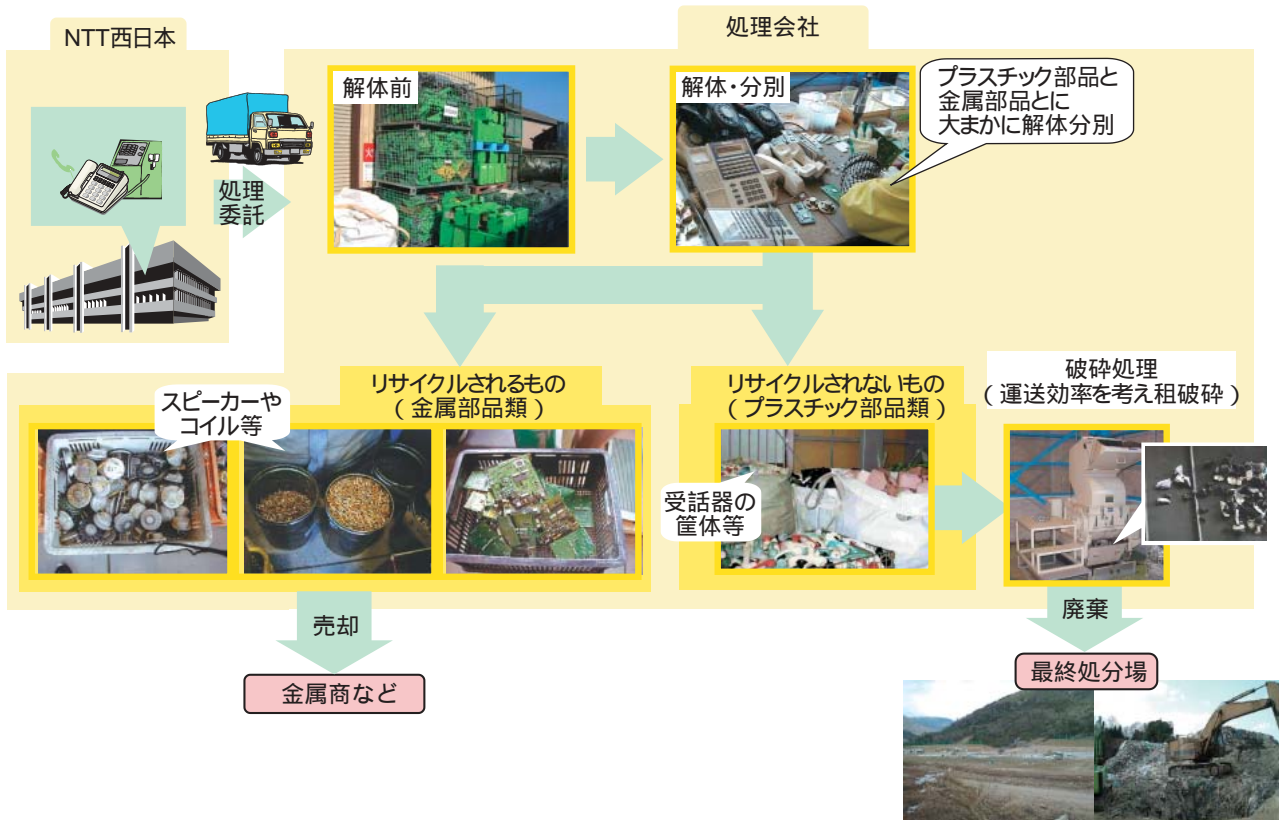 NTT西日本
処理会社
処理
委託
解体前
解体・分別
プラスチック部品と
金属部品とに
大まかに解体分別
リサイクルされるもの
(金属部品類)
スピーカーや
コイル等
リサイクルされないもの
(プラスチック部品類)
受話器の
筐体等
破砕処理
(運送効率を考え粗破砕)
売却
金属商など
廃棄
最終処分場